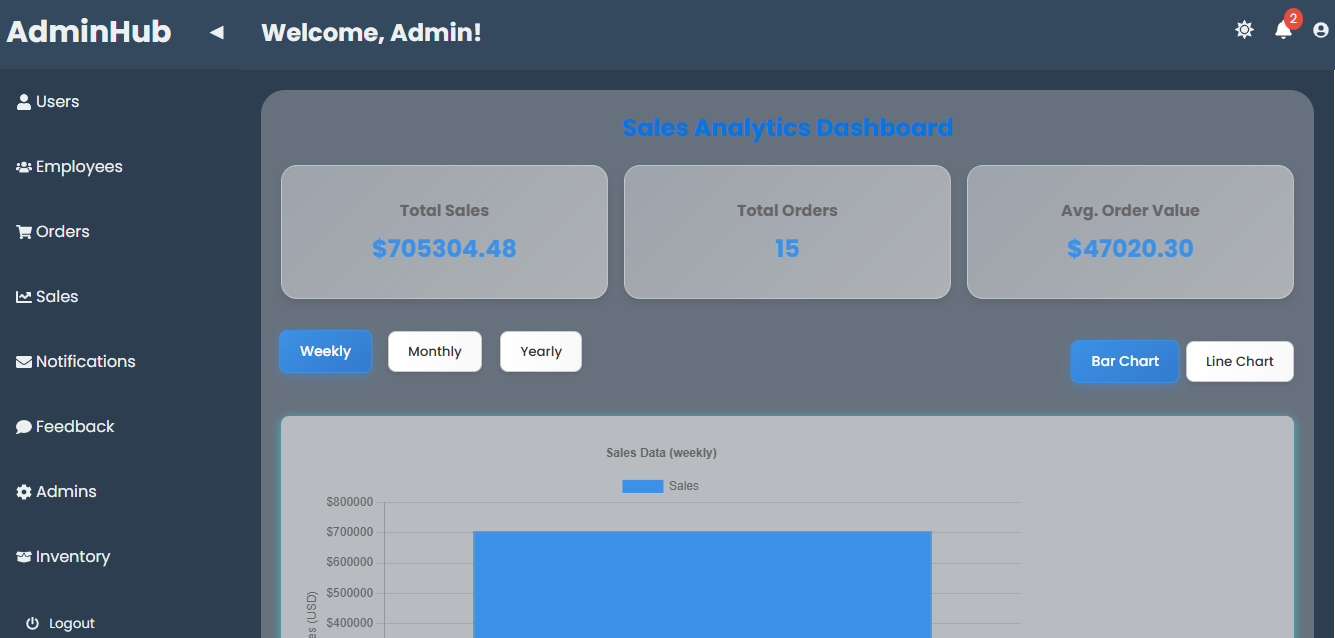 AdminHub
Welcome, Admin!
2
Users
Employees
Orders
Sales
Notifications
Feedback
Admins
Inventory
Logout
Sales Analytics Dashboard
Total Sales
$705304.48
Total Orders
15
Avg. Order Value
$47020.30
Weekly
Monthly
Yearly
Bar Chart
Line Chart
Sales Data (weekly)
Sales
$800000
$700000
$600000
$500000
$400000
(USD)